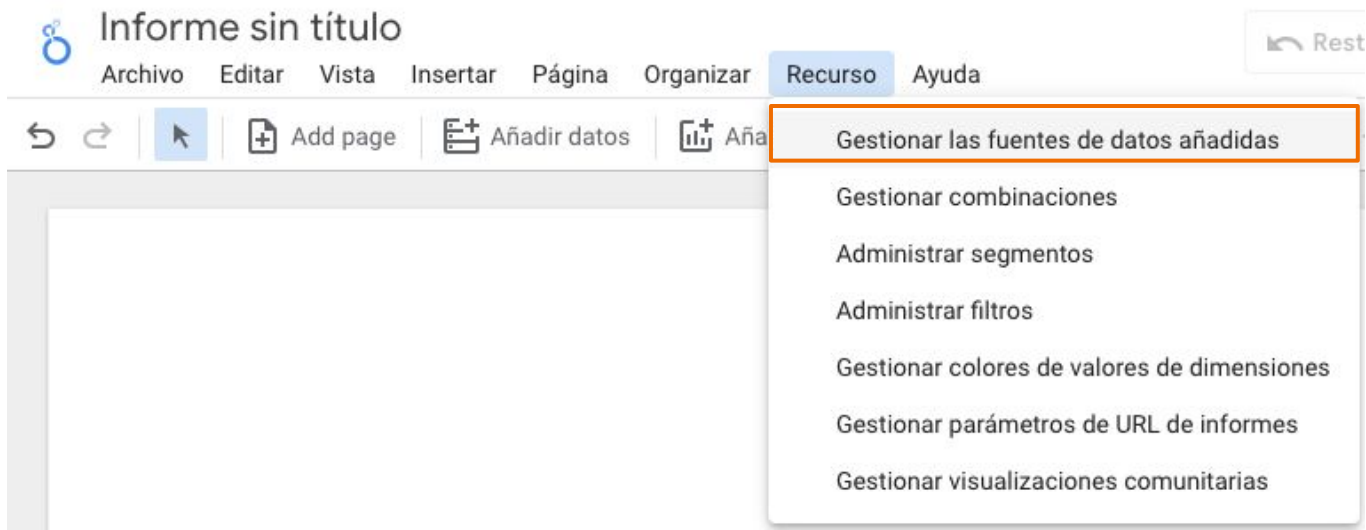 Informe sin título
Rest
Archivo Editar Vista Insertar Página Organizar Recurso Ayuda
Add page Añadir datos Aña
Gestionar las fuentes de datos añadidas
Gestionar combinaciones
Administrar segmentos
Administrar filtros
Gestionar colores de valores de dimensiones
Gestionar parámetros de URL de informes
Gestionar visualizaciones comunitarias